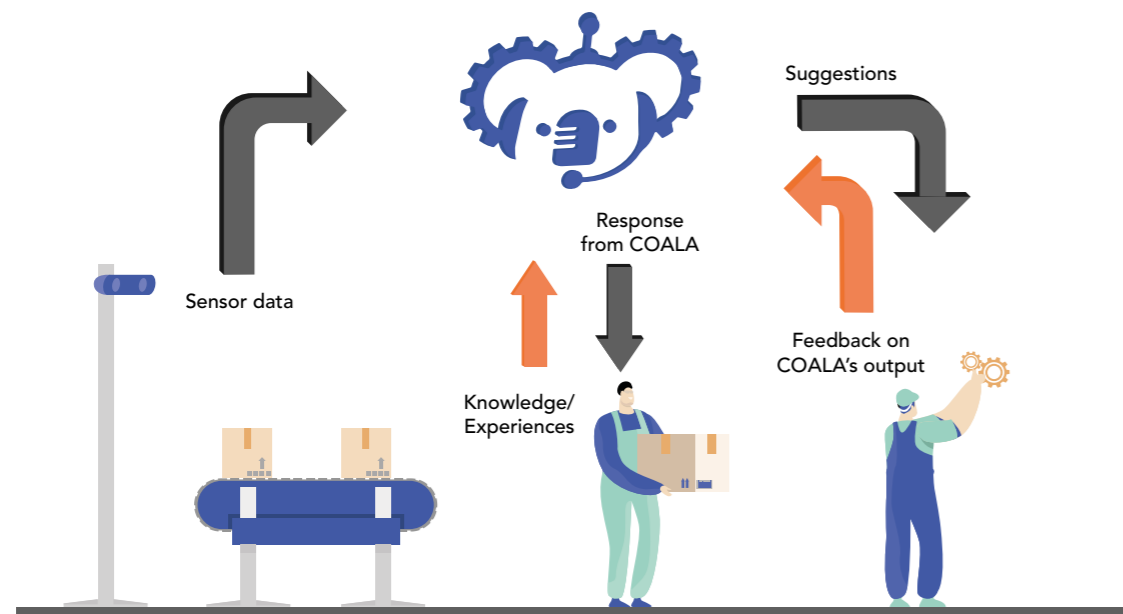 Suggestions
Response
from COALA
Sensor data
Feedback on
COALA's output
Knowledge/
Experiences